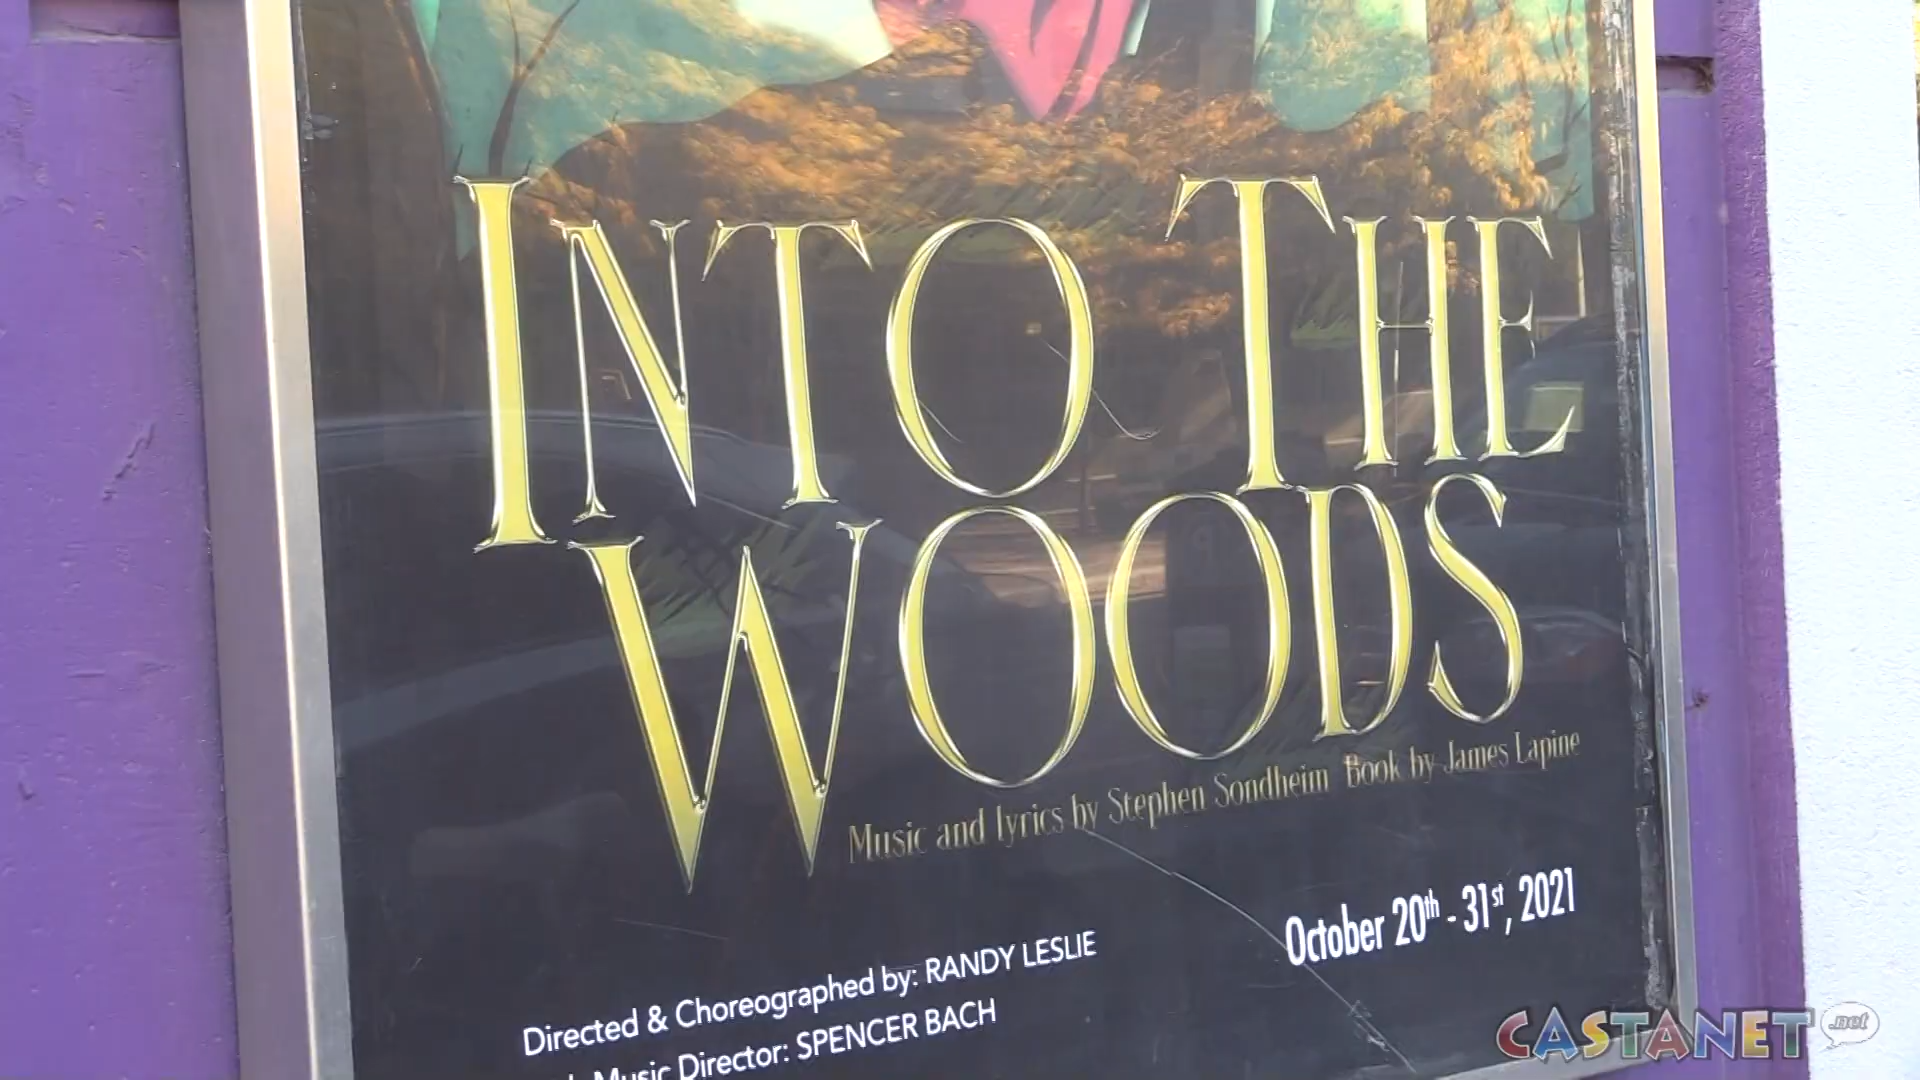 INTO THE
WOODS
Music and lyrics by Stephen Sondheim Book by James Lapine
October 20th - 31st, 2021
Directed & Choreographed by: RANDY LESLIE
Music Director: SPENCER BACH
CASTANET .net